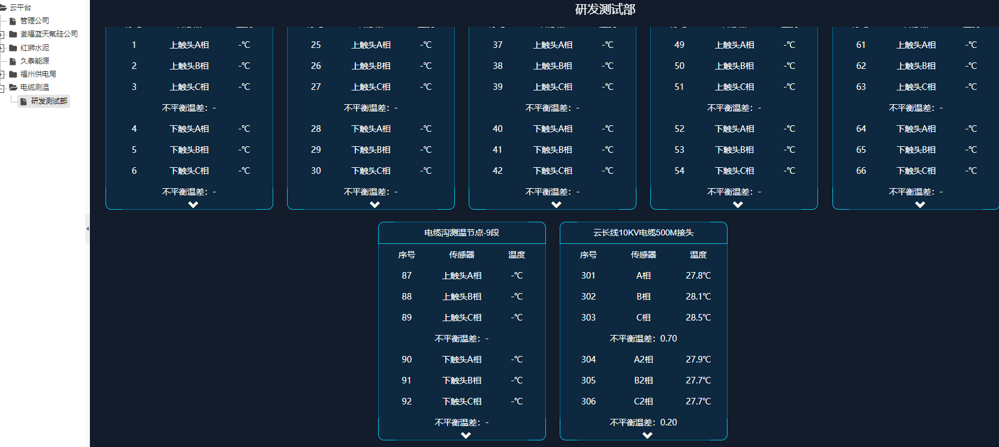 云平台
管理公司
瓮福蓝天氟硅公司
红狮水泥
久泰能源
福州供电局
电缆测温
研发测试部
研发测试部
1 上触头A相 -℃
2 上触头B相 -℃
3 上触头C相 -℃
不平衡温差：-
4 下触头A相 -℃
5 下触头B相 -℃
6 下触头C相 -℃
不平衡温差：-
25 上触头A相 -℃
26 上触头B相 -℃
27 上触头C相 -℃
不平衡温差：-
28 下触头A相 -℃
29 下触头B相 -℃
30 下触头C相 -℃
不平衡温差：-
37 上触头A相 -℃
38 上触头B相 -℃
39 上触头C相 -℃
不平衡温差：-
40 下触头A相 -℃
41 下触头B相 -℃
42 下触头C相 -℃
不平衡温差：-
49 上触头A相 -℃
50 上触头B相 -℃
51 上触头C相 -℃
不平衡温差：-
52 下触头A相 -℃
53 下触头B相 -℃
54 下触头C相 -℃
不平衡温差：-
61 上触头A相 -℃
62 上触头B相 -℃
63 上触头C相 -℃
不平衡温差：-
64 下触头A相 -℃
65 下触头B相 -℃
66 下触头C相 -℃
不平衡温差：-
电缆沟测温节点-9段
序号 传感器 温度
87 上触头A相 -℃
88 上触头B相 -℃
89 上触头C相 -℃
不平衡温差：-
90 下触头A相 -℃
91 下触头B相 -℃
92 下触头C相 -℃
不平衡温差：-
云长线10KV电缆500M接头
序号 传感器 温度
301 A相 27.8℃
302 B相 28.1℃
303 C相 28.5℃
不平衡温差：0.70
304 A2相 27.9℃
305 B2相 27.7℃
306 C2相 27.7℃
不平衡温差：0.20